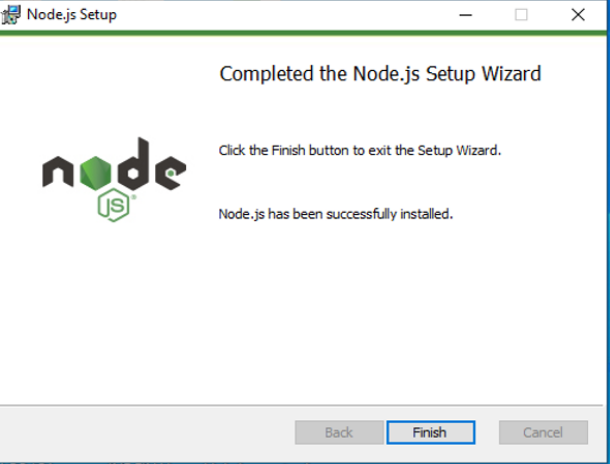 Node.js Setup
Completed the Node.js Setup Wizard
Click the Finish button to exit the Setup Wizard.
node
JS
Node.js has been successfully installed.
Back Finish Cancel